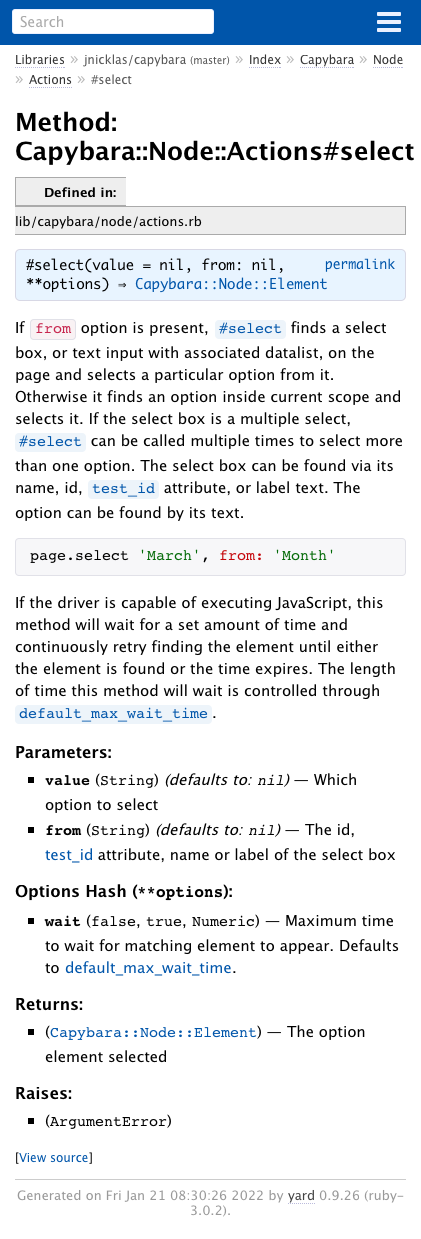 Search
Libraries » jnicklas/capybara (master) » Index » Capybara » Node
» Actions » #select
Method:
Capybara::Node::Actions#select
Defined in:
lib/capybara/node/actions.rb
#select(value = nil, from: nil, permalink
**options) ⇒ Capybara::Node::Element
If from option is present, #select finds a select
box, or text input with associated datalist, on the
page and selects a particular option from it.
Otherwise it finds an option inside current scope and
selects it. If the select box is a multiple select,
#select can be called multiple times to select more
than one option. The select box can be found via its
name, id, test_id attribute, or label text. The
option can be found by its text.
page.select 'March', from: 'Month'
If the driver is capable of executing JavaScript, this
method will wait for a set amount of time and
continuously retry finding the element until either
the element is found or the time expires. The length
of time this method will wait is controlled through
default_max_wait_time.
Parameters:
▪ value (String) (defaults to: nil) — Which
option to select
▪ from (String) (defaults to: nil) — The id,
test_id attribute, name or label of the select box
Options Hash (**options):
▪ wait (false, true, Numeric) — Maximum time
to wait for matching element to appear. Defaults
to default_max_wait_time.
Returns:
▪ (Capybara::Node::Element) — The option
element selected
Raises:
▪ (ArgumentError)
[View source]
Generated on Fri Jan 21 08:30:26 2022 by yard 0.9.26 (ruby-
3.0.2).